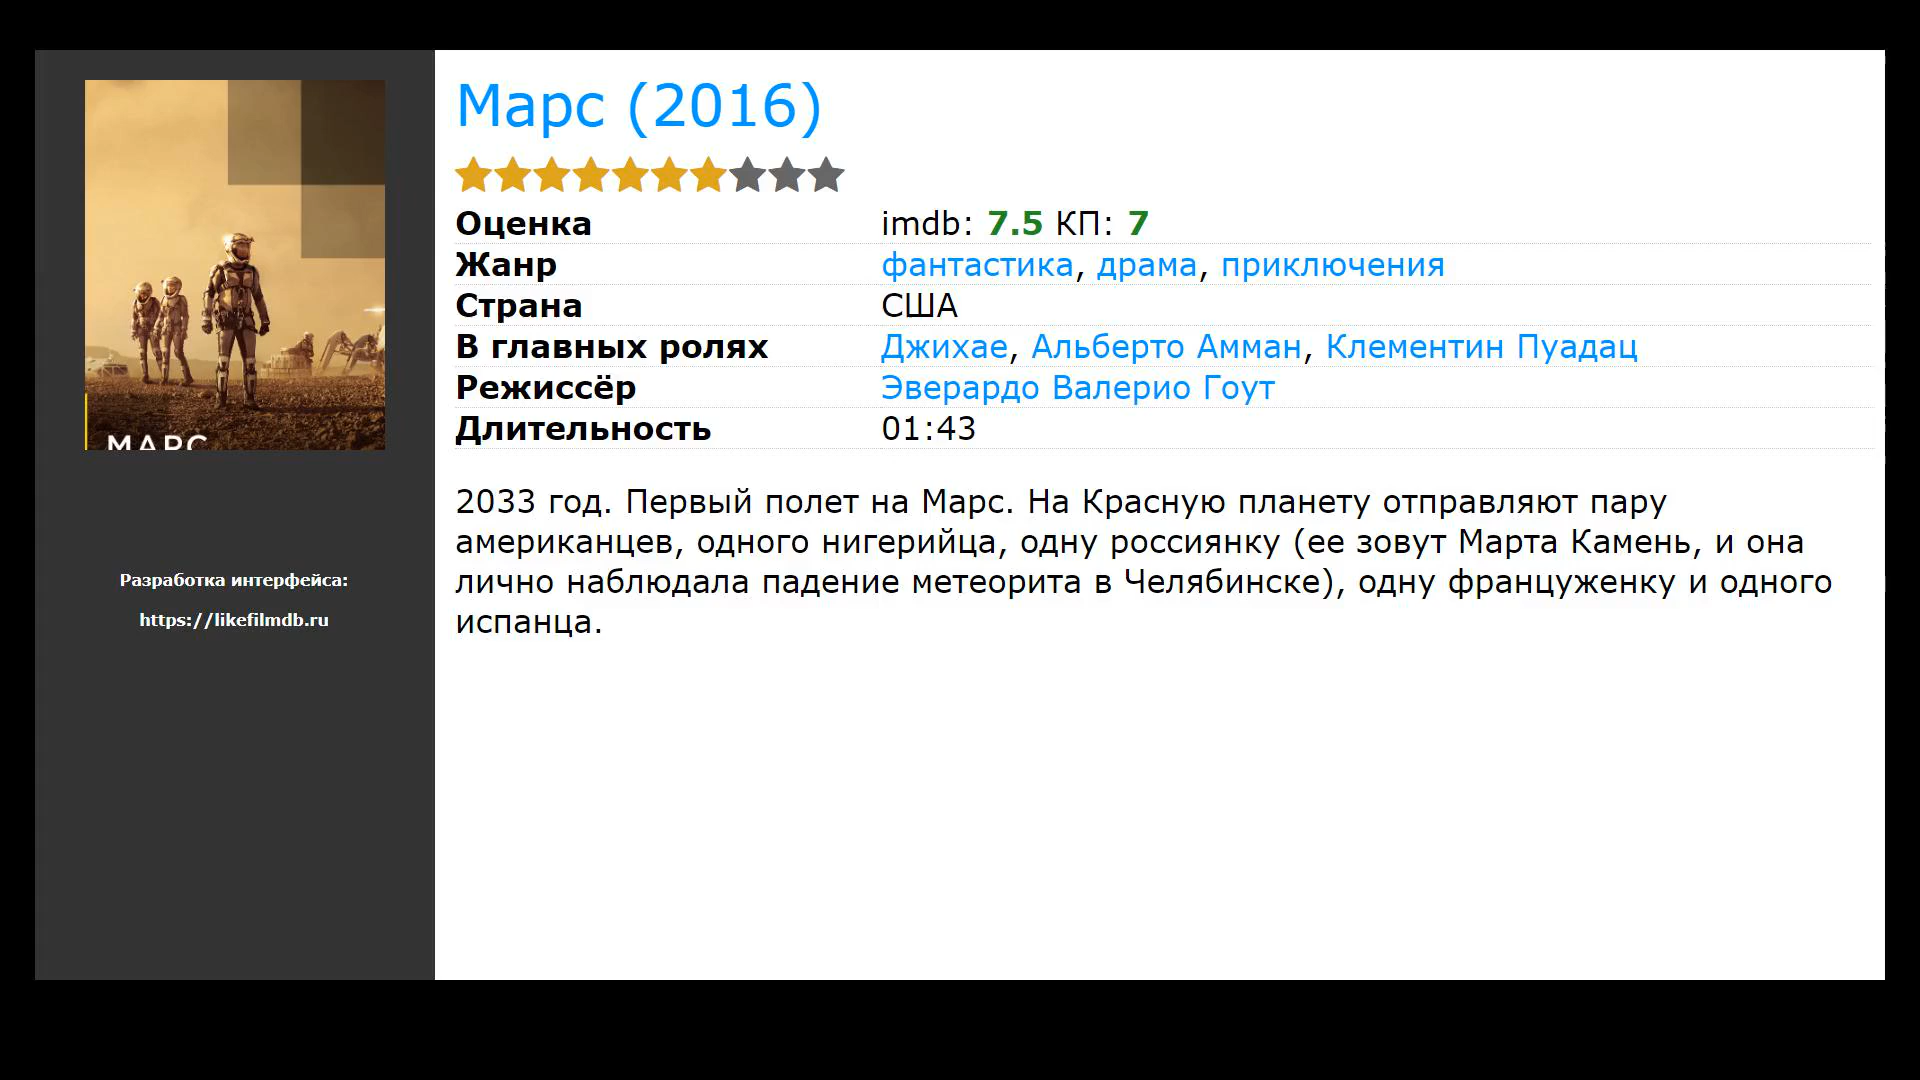 МАРС
Разработка интерфейса:
https://likefilmdb.ru
Марс (2016)
Оценка imdb: 7.5 КП: 7
Жанр фантастика, драма, приключения
Страна США
В главных ролях Джихае, Альберто Амман, Клементин Пуадац
Режиссёр Эверардо Валерио Гоут
Длительность 01:43
2033 год. Первый полет на Марс. На Красную планету отправляют пару
американцев, одного нигерийца, одну россиянку (ее зовут Марта Камень, и она
лично наблюдала падение метеорита в Челябинске), одну француженку и одного
испанца.